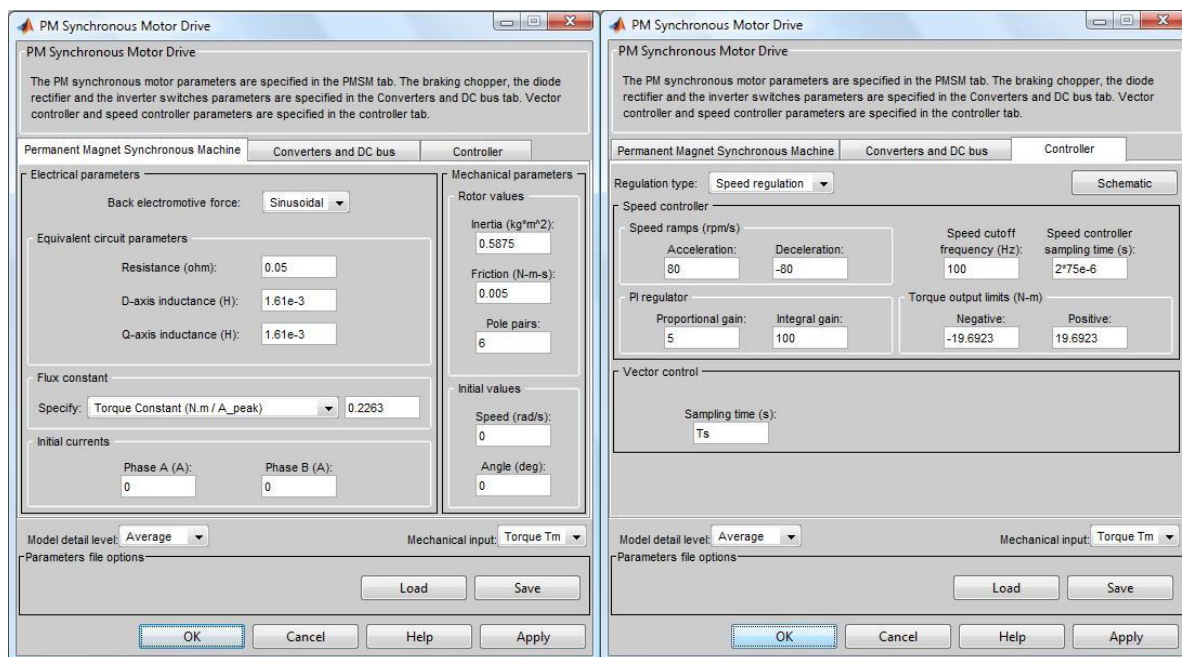 PM Synchronous Motor Drive
PM Synchronous Motor Drive
The PM synchronous motor parameters are specified in the PMSM tab. The braking chopper, the diode
rectifier and the inverter switches parameters are specified in the Converters and DC bus tab. Vector
controller and speed controller parameters are specified in the controller tab.
Permanent Magnet Synchronous Machine Converters and DC bus Controller
Electrical parameters
Back electromotive force: Sinusoidal
Equivalent circuit parameters
Resistance (ohm): 0.05
D-axis inductance (H): 1.61e-3
Q-axis inductance (H): 1.61e-3
Flux constant
Specify: Torque Constant (N.m / A_peak) 0.2263
Initial currents
Phase A (A): Phase B (A):
0 0
Mechanical parameters
Rotor values
Inertia (kg*m^2):
0.5875
Friction (N-m-s):
0.005
Pole pairs:
6
Initial values
Speed (rad/s):
0
Angle (deg):
0
Model detail level: Average Mechanical input: Torque Tm
Parameters file options
Load Save
OK Cancel Help Apply
PM Synchronous Motor Drive
PM Synchronous Motor Drive
The PM synchronous motor parameters are specified in the PMSM tab. The braking chopper, the diode
rectifier and the inverter switches parameters are specified in the Converters and DC bus tab. Vector
controller and speed controller parameters are specified in the controller tab.
Permanent Magnet Synchronous Machine Converters and DC bus Controller
Regulation type: Speed regulation Schematic
Speed controller
Speed ramps (rpm/s)
Acceleration: Deceleration:
80 -80
Speed cutoff
frequency (Hz):
100
Speed controller
sampling time (s):
2*75e-6
PI regulator
Proportional gain: Integral gain:
5 100
Torque output limits (N-m)
Negative: Positive:
-19.6923 19.6923
Vector control
Sampling time (s):
Ts
Model detail level: Average Mechanical input: Torque Tm
Parameters file options
Load Save
OK Cancel Help Apply